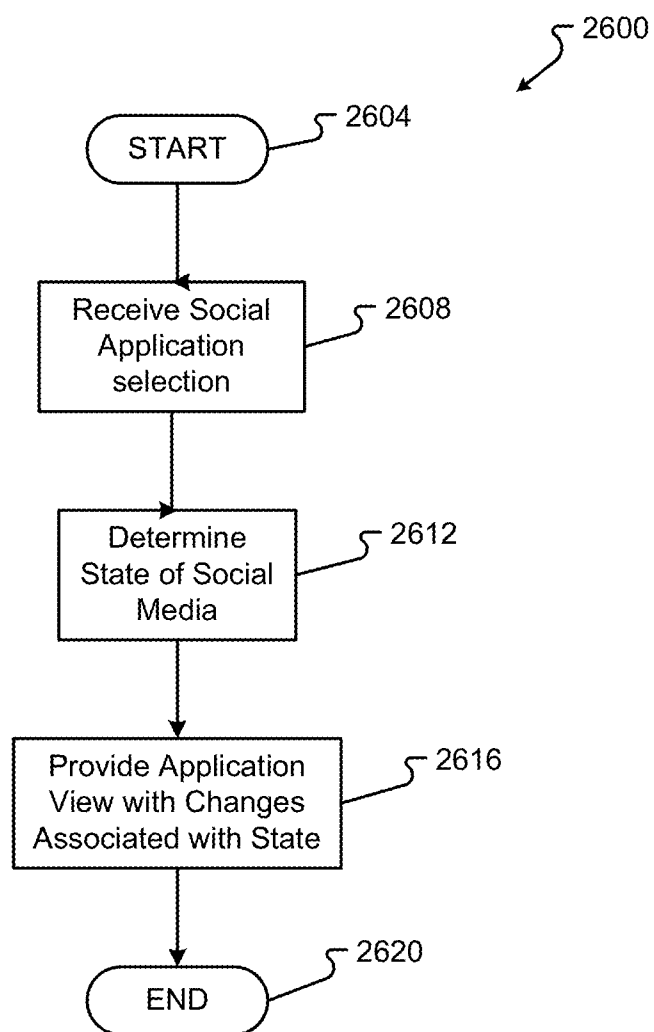 2600
START
2604
Receive Social
Application
selection
2608
Determine
State of Social
Media
2612
Provide Application
View with Changes
Associated with State
2616
END
2620